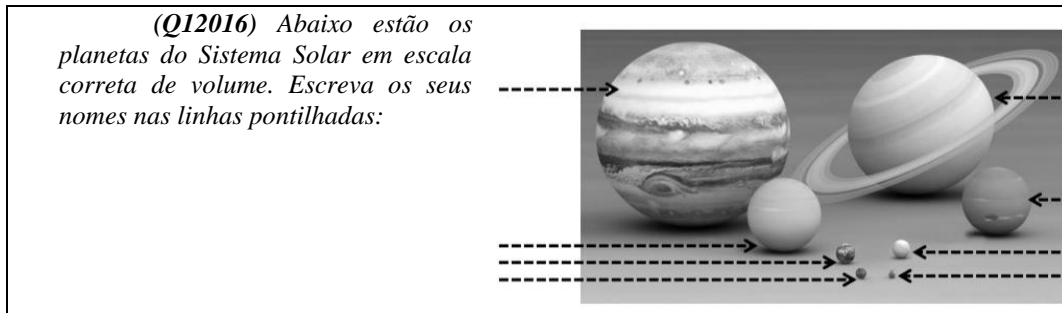 (Q12016) Abaixo estão os
planetas do Sistema Solar em escala
correta de volume. Escreva os seus
nomes nas linhas pontilhadas: